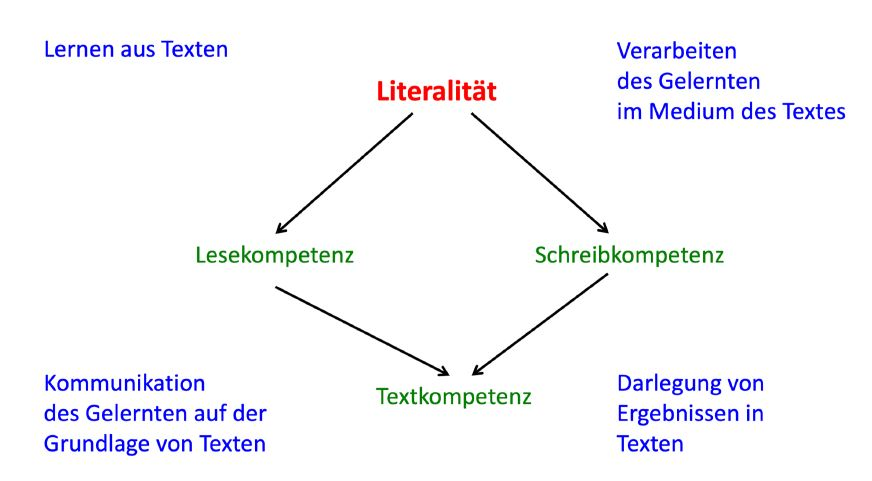 Lernen aus Texten
Verarbeiten
des Gelernten
im Medium des Textes
Literalität
Lesekompetenz
Schreibkompetenz
Textkompetenz
Kommunikation
des Gelernten auf der
Grundlage von Texten
Darlegung von
Ergebnissen in
Texten